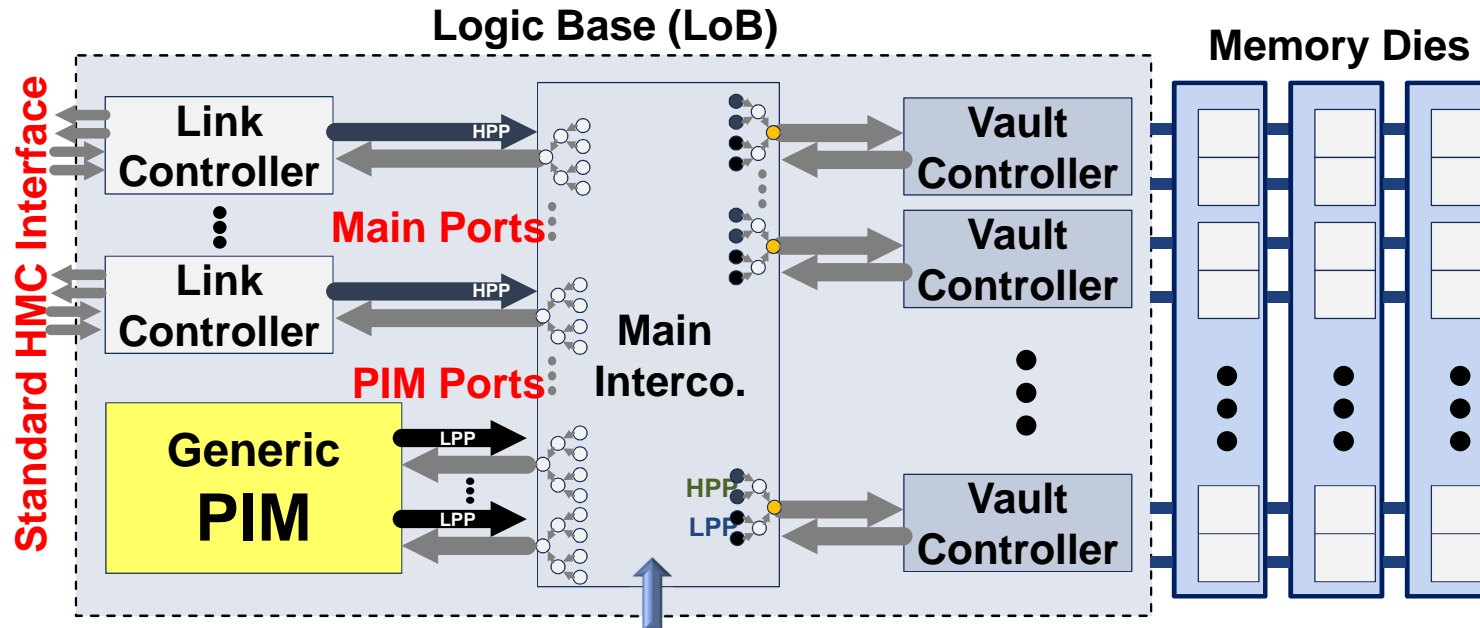 Logic Base (LoB)
Memory Dies
Standard HMC Interface
Link
Controller
HPP
Vault
Controller
Main Ports
Link
Controller
HPP
Vault
Controller
Main
Interco.
PIM Ports
Generic
PIM
LPP
LPP
HPP
LPP
Vault
Controller